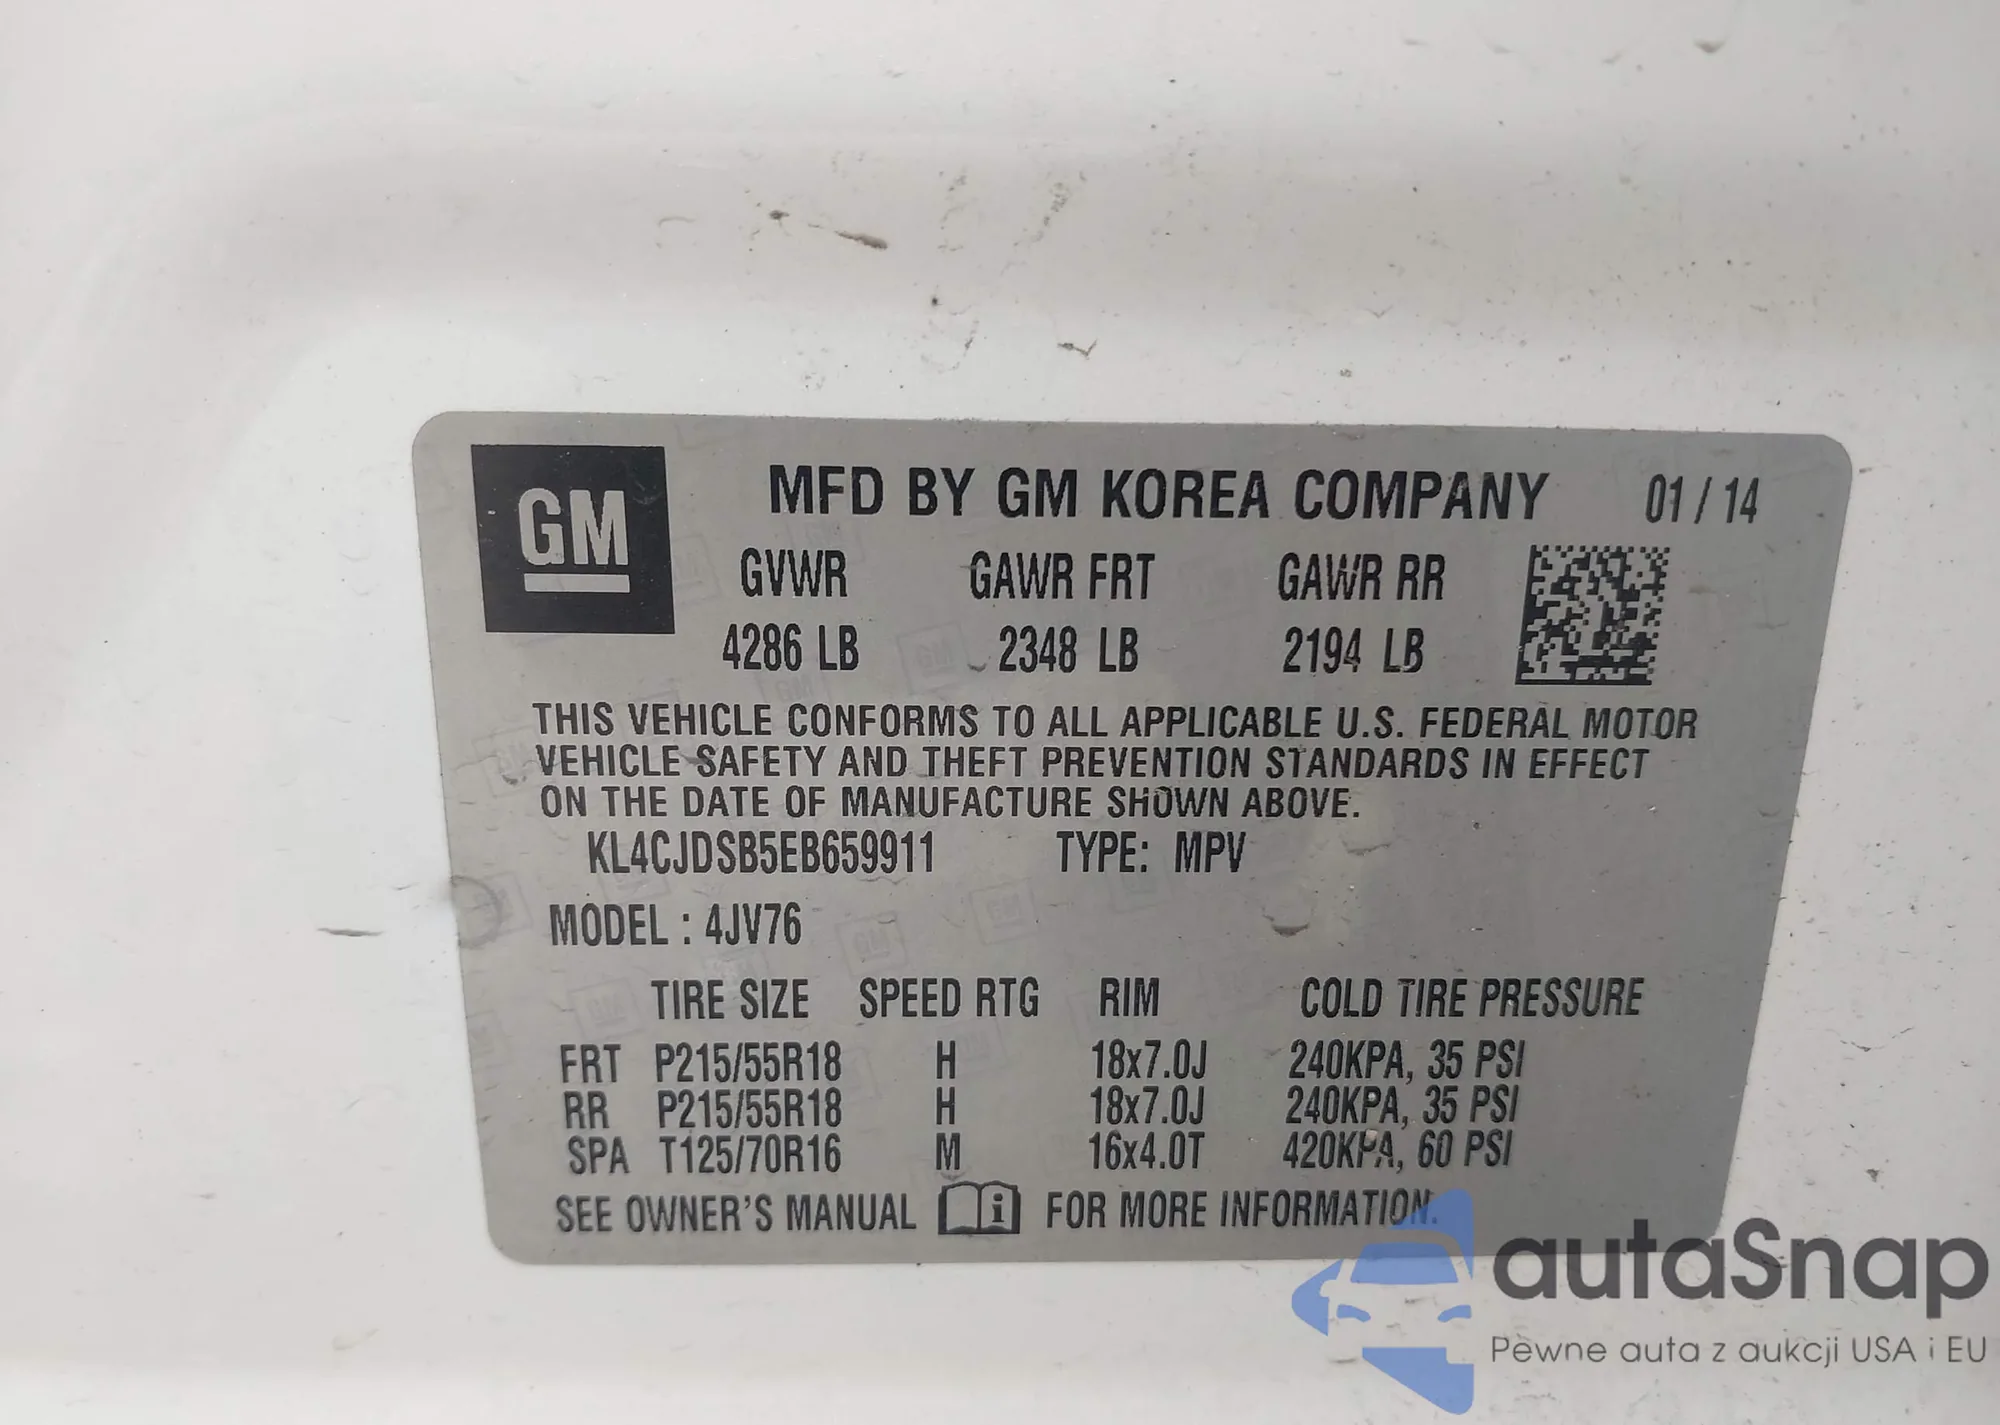 GM
MFD BY GM KOREA COMPANY 01 / 14
GVWR GAWR FRT GAWR RR
4286 LB 2348 LB 2194 LB
THIS VEHICLE CONFORMS TO ALL APPLICABLE U.S. FEDERAL MOTOR
VEHICLE SAFETY AND THEFT PREVENTION STANDARDS IN EFFECT
ON THE DATE OF MANUFACTURE SHOWN ABOVE.
KL4CJDSB5EB659911 TYPE: MPV
MODEL : 4JV76
TIRE SIZE SPEED RTG RIM COLD TIRE PRESSURE
FRT P215/55R18 H 18x7.0J 240KPA, 35 PSI
RR P215/55R18 H 18x7.0J 240KPA, 35 PSI
SPA T125/70R16 M 16x4.0T 420KPA, 60 PSI
SEE OWNER'S MANUAL i FOR MORE INFORMATION.
autaSnap
Pewne auta z aukcji USA i EU